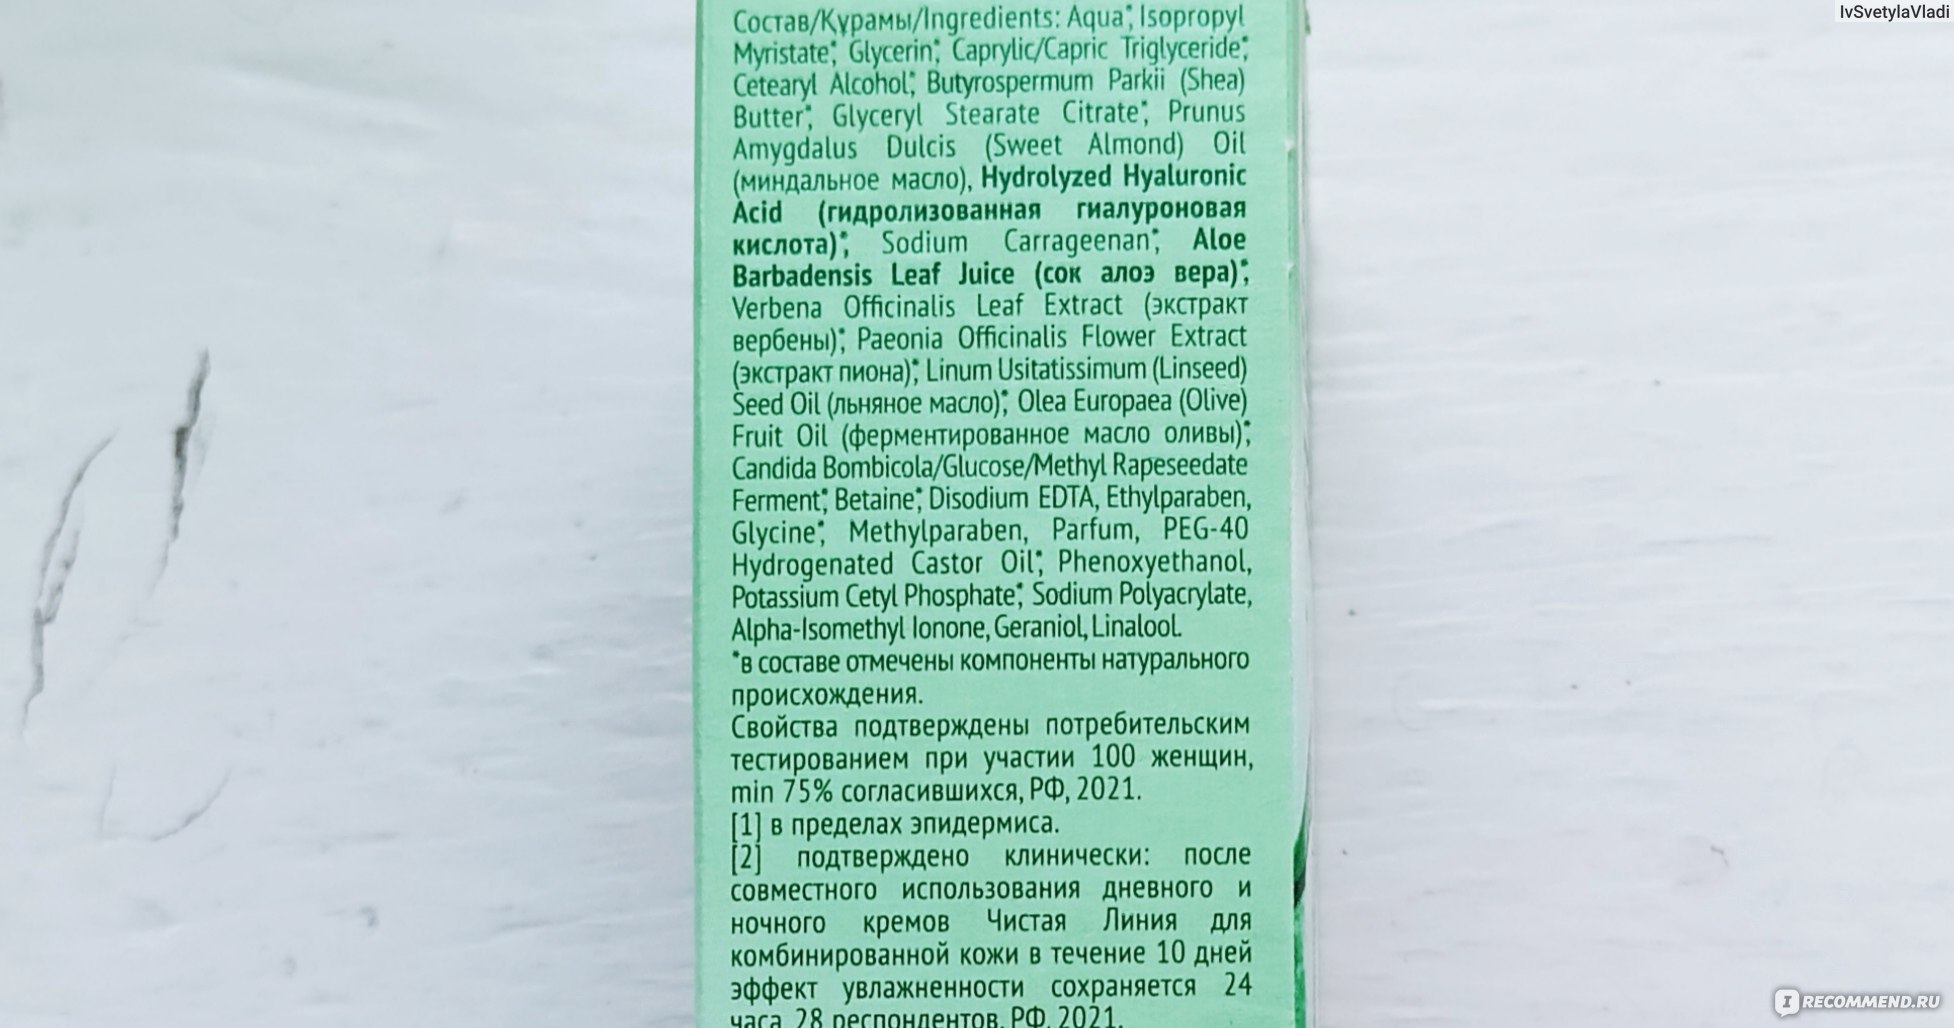 IvSvetylaVladi
Состав/Құрамы/Ingredients: Aqua*, Isopropyl
Myristate*, Glycerin*, Caprylic/Capric Triglyceride*,
Cetearyl Alcohol*, Butyrospermum Parkii (Shea)
Butter*, Glyceryl Stearate Citrate*, Prunus
Amygdalus Dulcis (Sweet Almond) Oil
(миндальное масло), Hydrolyzed Hyaluronic
Acid (гидролизованная гиалуроновая
кислота)*, Sodium Carrageenan*, Aloe
Barbadensis Leaf Juice (сок алоэ вера)*,
Verbena Officinalis Leaf Extract (экстракт
вербены)*, Paeonia Officinalis Flower Extract
(экстракт пиона)*, Linum Usitatissimum (Linseed)
Seed Oil (льняное масло)*, Olea Europaea (Olive)
Fruit Oil (ферментированное масло оливы)*,
Candida Bombicola/Glucose/Methyl Rapeseedate
Ferment*, Betaine*, Disodium EDTA, Ethylparaben,
Glycine*, Methylparaben, Parfum, PEG-40
Hydrogenated Castor Oil*, Phenoxyethanol,
Potassium Cetyl Phosphate*, Sodium Polyacrylate,
Alpha-Isomethyl Ionone, Geraniol, Linalool.
*в составе отмечены компоненты натурального
происхождения.
Свойства подтверждены потребительским
тестированием при участии 100 женщин,
min 75% согласившихся, РФ, 2021.
[1] в пределах эпидермиса.
[2] подтверждено клинически: после
совместного использования дневного и
ночного кремов Чистая Линия для
комбинированной кожи в течение 10 дней
эффект увлажненности сохраняется 24
часа, 28 респондентов, РФ, 2021.
IRECOMMEND.RU